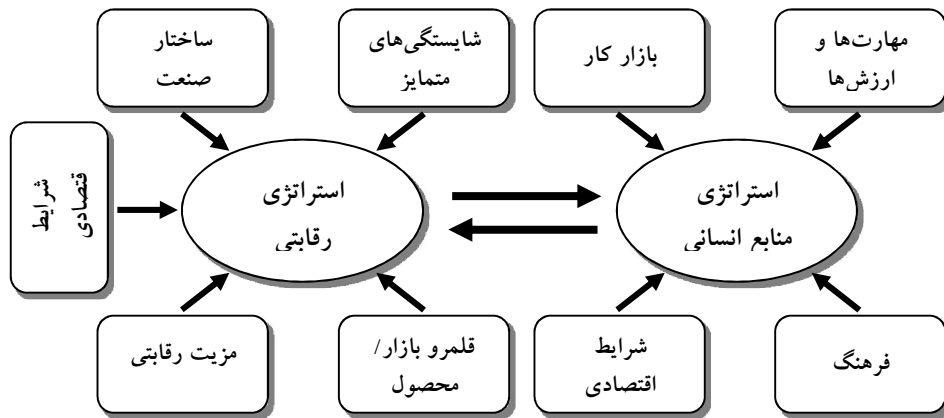 مهارت‌ها و
ارزش‌ها
بازار کار
شایستگی‌های
متمایز
ساختار
صنعت
استراتژی
منابع انسانی
استراتژی
رقابتی
شرایط
قتصادی
فرهنگ
شرایط
اقتصادی
قلمرو بازار/
محصول
مزیت رقابتی